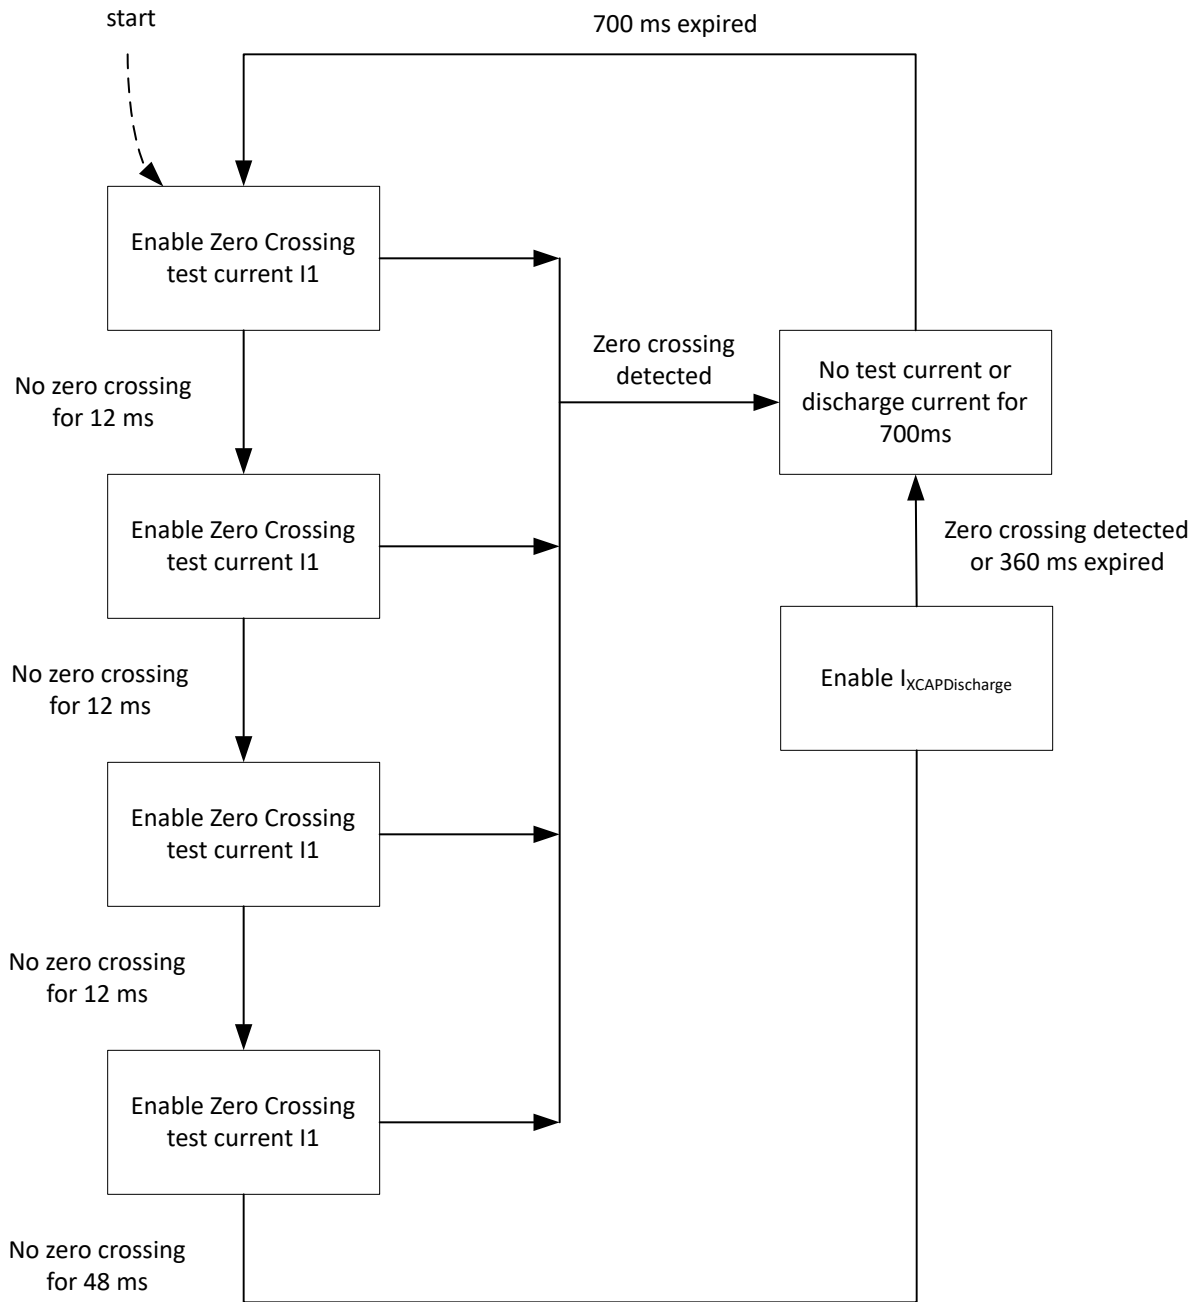 start
700 ms expired
Enable Zero Crossing
test current I1
No zero crossing
for 12 ms
Zero crossing
detected
No test current or
discharge current for
700ms
Enable Zero Crossing
test current I1
Zero crossing detected
or 360 ms expired
No zero crossing
for 12 ms
Enable IXCAPDischarge
Enable Zero Crossing
test current I1
No zero crossing
for 12 ms
Enable Zero Crossing
test current I1
No zero crossing
for 48 ms